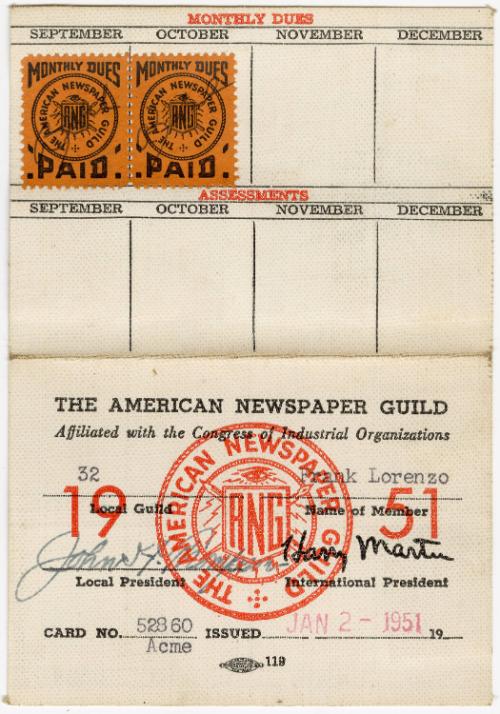 MONTHLY DUES
SEPTEMBER OCTOBER NOVEMBER DECEMBER
MONTHLY DUES MONTHLY DUES
THE AMERICAN NEWSPAPER GUILD THE AMERICAN NEWSPAPER GUILD
ANG ANG
PAID PAID
ASSESSMENTS
SEPTEMBER OCTOBER NOVEMBER DECEMBER
THE AMERICAN NEWSPAPER GUILD
Affiliated with the Congress of Industrial Organizations
32 Frank Lorenzo
19 51
Local Guild Name of Member
THE AMERICAN NEWSPAPER GUILD
ANG
John Harry Martin
Local President International President
CARD NO. 52860 ISSUED JAN 2 - 1951 19
Acme
119